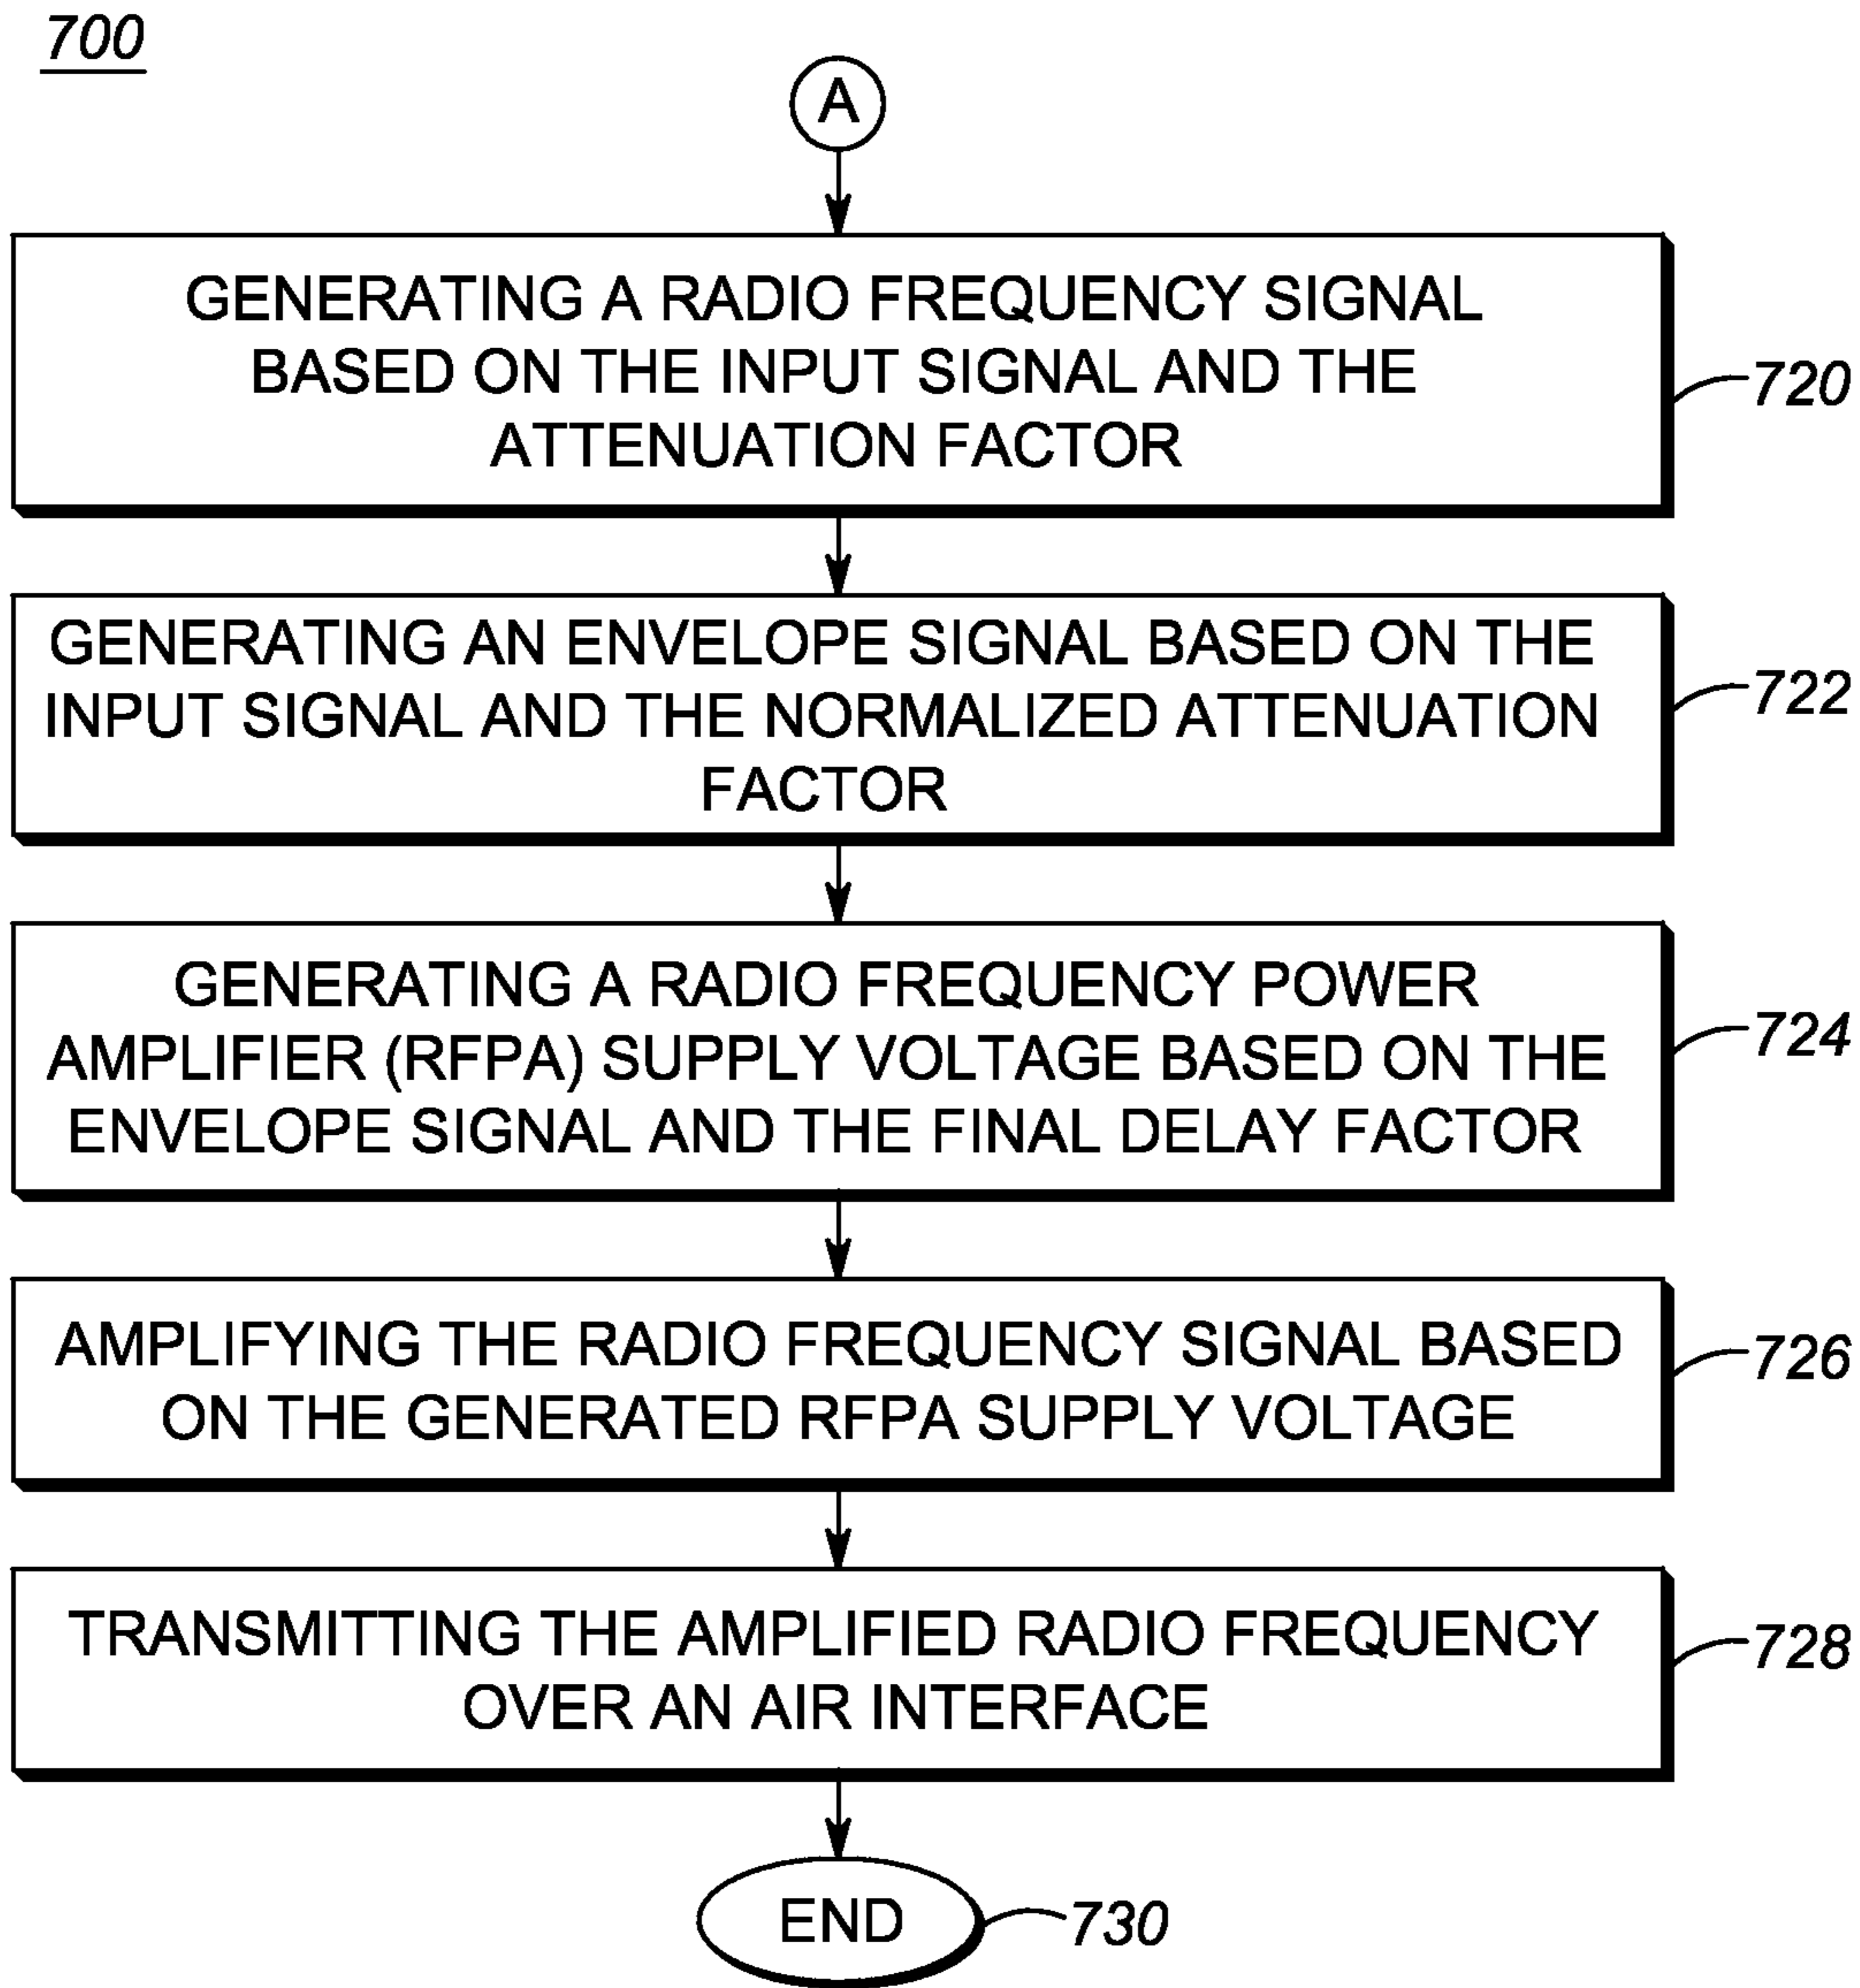 700
A
GENERATING A RADIO FREQUENCY SIGNAL
BASED ON THE INPUT SIGNAL AND THE
ATTENUATION FACTOR
720
GENERATING AN ENVELOPE SIGNAL BASED ON THE
INPUT SIGNAL AND THE NORMALIZED ATTENUATION
FACTOR
722
GENERATING A RADIO FREQUENCY POWER
AMPLIFIER (RFPA) SUPPLY VOLTAGE BASED ON THE
ENVELOPE SIGNAL AND THE FINAL DELAY FACTOR
724
AMPLIFYING THE RADIO FREQUENCY SIGNAL BASED
ON THE GENERATED RFPA SUPPLY VOLTAGE
726
TRANSMITTING THE AMPLIFIED RADIO FREQUENCY
OVER AN AIR INTERFACE
728
END
730